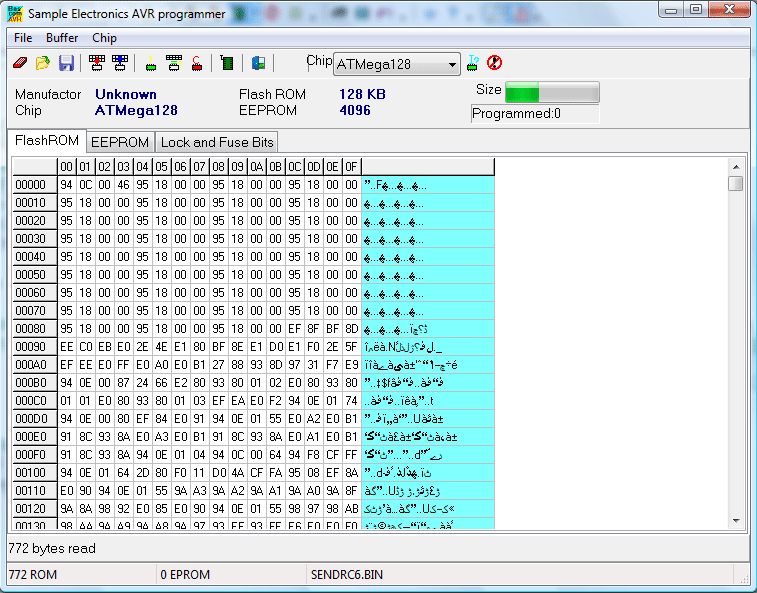 Sample Electronics AVR programmer
File Buffer Chip
Chip ATMega128
Manufactor Unknown Flash ROM 128 KB Size
Chip ATMega128 EEPROM 4096 Programmed:0
FlashROM EEPROM Lock and Fuse Bits
00 01 02 03 04 05 06 07 08 09 0A 0B 0C 0D 0E 0F
00000 94 0C 00 46 95 18 00 00 95 18 00 00 95 18 00 00
00010 95 18 00 00 95 18 00 00 95 18 00 00 95 18 00 00
00020 95 18 00 00 95 18 00 00 95 18 00 00 95 18 00 00
00030 95 18 00 00 95 18 00 00 95 18 00 00 95 18 00 00
00040 95 18 00 00 95 18 00 00 95 18 00 00 95 18 00 00
00050 95 18 00 00 95 18 00 00 95 18 00 00 95 18 00 00
00060 95 18 00 00 95 18 00 00 95 18 00 00 95 18 00 00
00070 95 18 00 00 95 18 00 00 95 18 00 00 95 18 00 00
00080 95 18 00 00 95 18 00 00 95 18 00 00 EF 8F BF 8D
00090 EE C0 EB E0 2E 4E E1 80 BF 8E E1 D0 E1 F0 2E 5F
000A0 EF EE E0 FF E0 A0 E0 B1 27 88 93 8D 97 31 F7 E9
000B0 94 0E 00 87 24 66 E2 80 93 80 01 02 E0 80 93 80
000C0 01 01 E0 80 93 80 01 03 EF EA E0 F2 94 0E 01 74
000D0 94 0E 00 80 EF 84 E0 91 94 0E 01 55 E0 A2 E0 B1
000E0 91 8C 93 8A E0 A3 E0 B1 91 8C 93 8A E0 A1 E0 B1
000F0 91 8C 93 8A 94 0E 01 04 94 0C 00 64 94 F8 CF FF
00100 94 0E 01 64 2D 80 F0 11 D0 4A CF FA 95 08 EF 8A
00110 E0 90 94 0E 01 55 9A A3 9A A2 9A A1 9A A0 9A 8F
00120 9A 8A 98 92 E0 85 E0 90 94 0E 01 55 98 97 98 AB
00130 98 AA 9A A9 9A A8 9A 97 93 EF 93 FF E6 E0 E0 F0
772 bytes read
772 ROM 0 EPROM SENDRC6.BIN